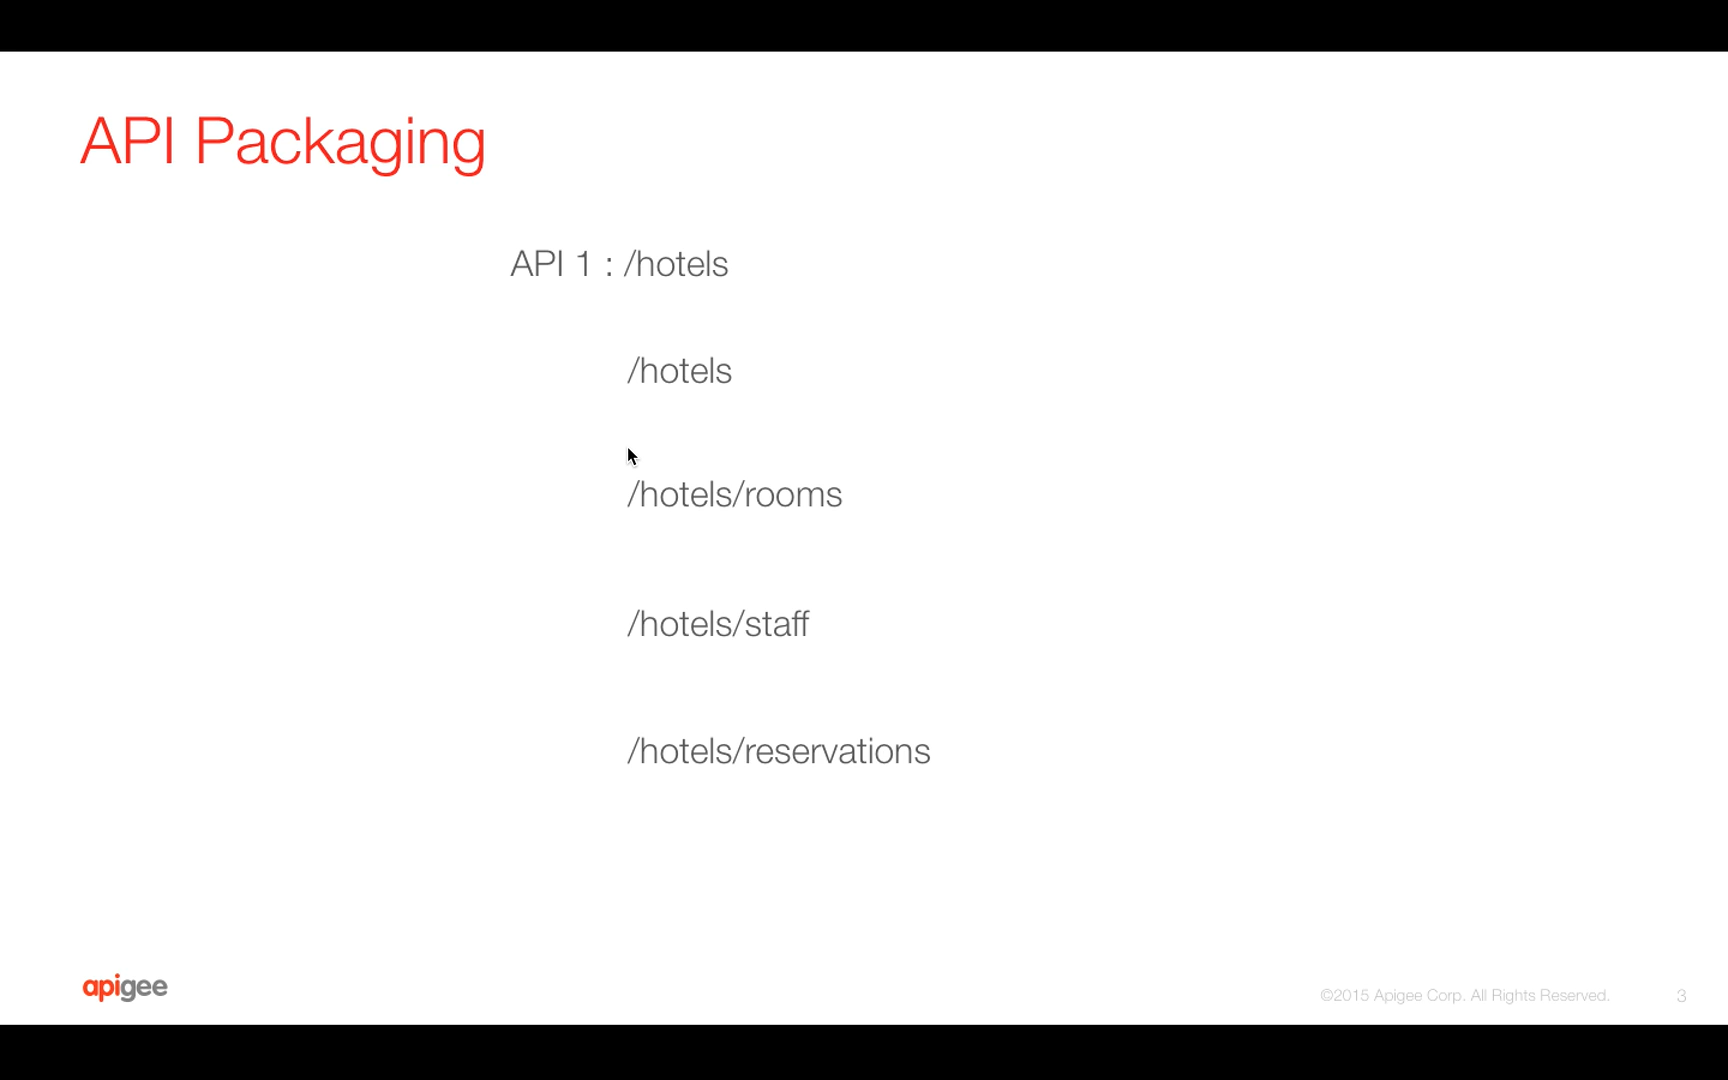 API Packaging
API 1 : /hotels
/hotels
/hotels/rooms
/hotels/staff
/hotels/reservations
apigee
©2015 Apigee Corp. All Rights Reserved.
3